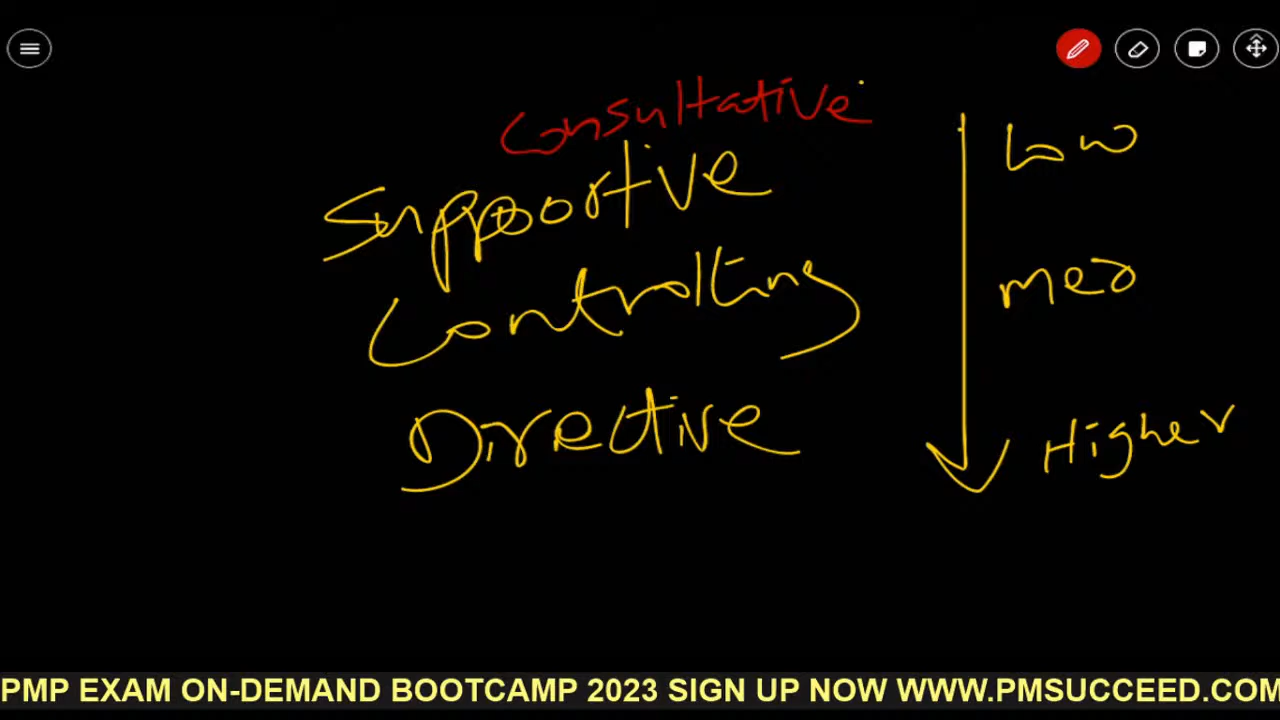 Consultative
Supportive
Low
Controlling
med
Directive
Higher
PMP EXAM ON-DEMAND BOOTCAMP 2023 SIGN UP NOW WWW.PMSUCCEED.COM